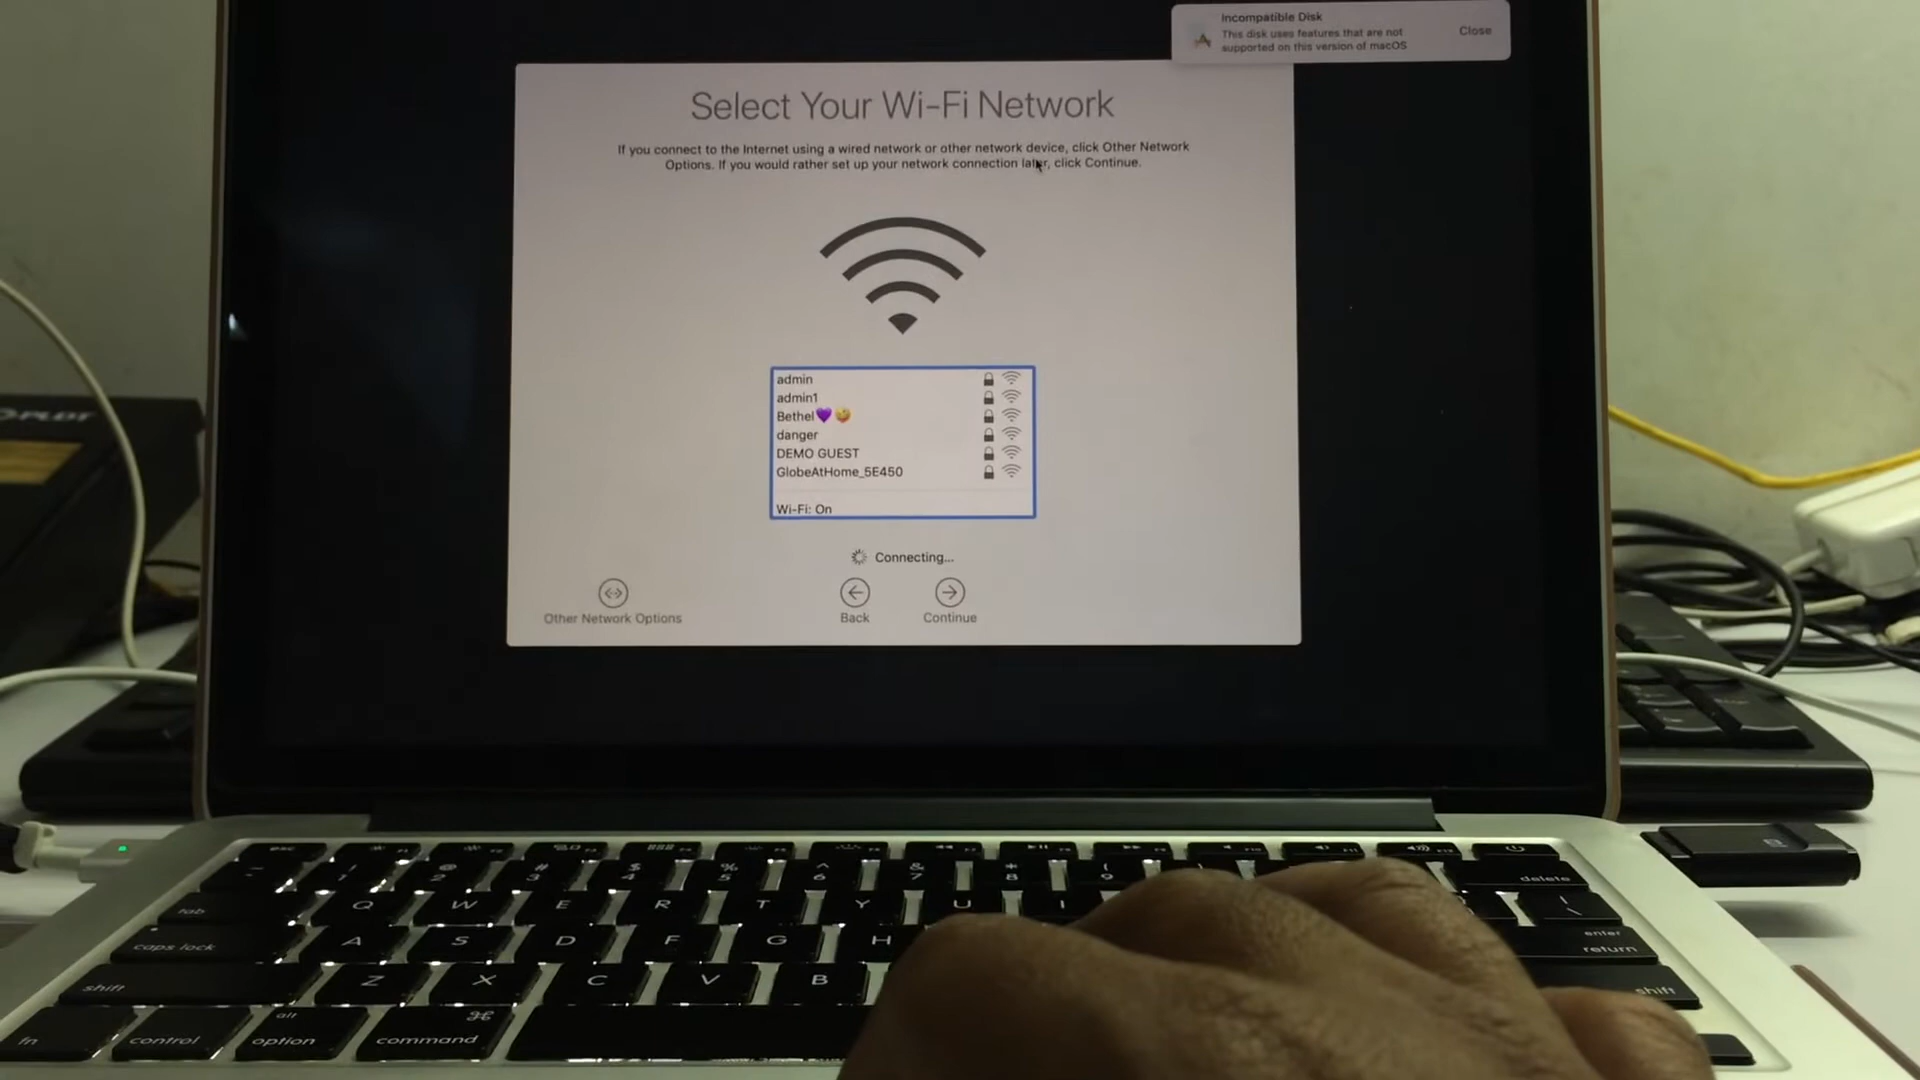 Incompatible Disk
This disk uses features that are not
supported on this version of macOS
Close
Select Your Wi-Fi Network
If you connect to the Internet using a wired network or other network device, click Other Network
Options. If you would rather set up your network connection later, click Continue.
admin
admin1
Bethel💜🤪
danger
DEMO GUEST
GlobeAtHome_5E450
Wi-Fi: On
Connecting...
Other Network Options
Back
Continue
esc
delete
tab
Q W E R T Y U I
caps lock
A S D F G H
enter
return
shift
Z X C V B
shift
fn
control
alt
option
⌘
command